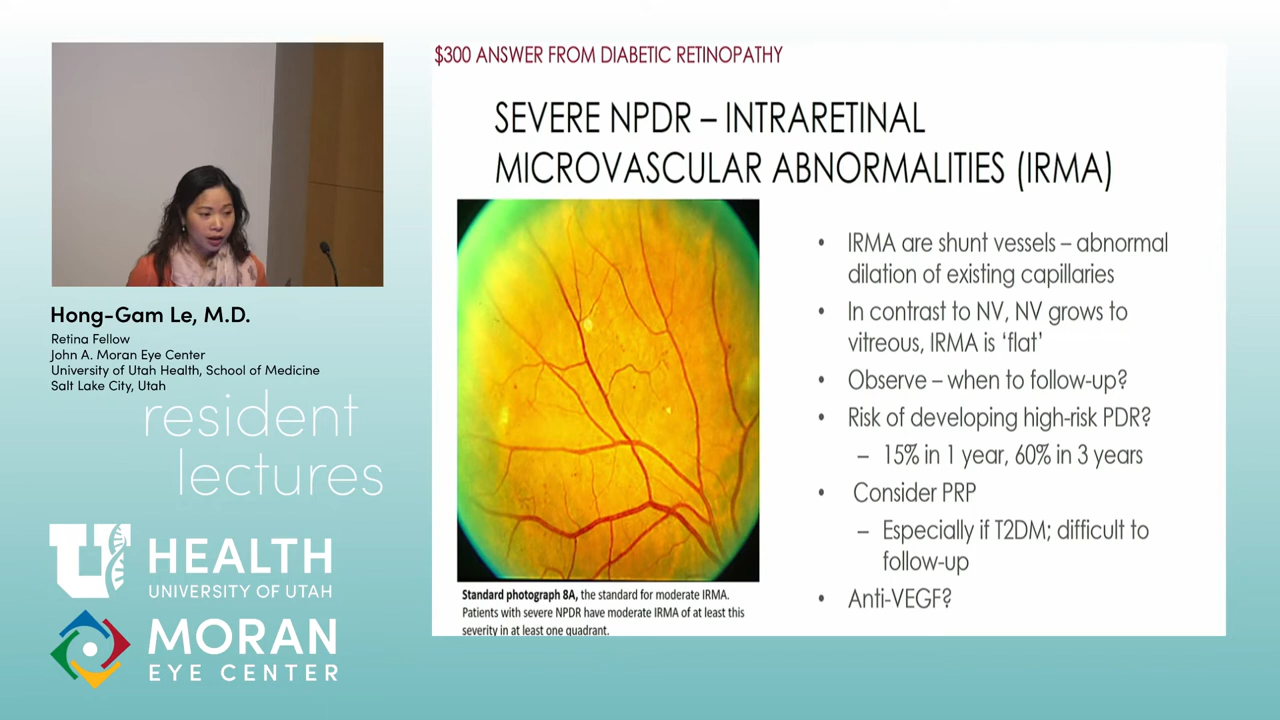 $300 ANSWER FROM DIABETIC RETINOPATHY
SEVERE NPDR – INTRARETINAL
MICROVASCULAR ABNORMALITIES (IRMA)
• IRMA are shunt vessels – abnormal
dilation of existing capillaries
• In contrast to NV, NV grows to
vitreous, IRMA is ‘flat’
• Observe – when to follow-up?
• Risk of developing high-risk PDR?
– 15% in 1 year, 60% in 3 years
• Consider PRP
– Especially if T2DM; difficult to
follow-up
• Anti-VEGF?
Standard photograph 8A, the standard for moderate IRMA.
Patients with severe NPDR have moderate IRMA of at least this
severity in at least one quadrant.
Hong-Gam Le, M.D.
Retina Fellow
John A. Moran Eye Center
University of Utah Health, School of Medicine
Salt Lake City, Utah
resident
lectures
U HEALTH
UNIVERSITY OF UTAH
MORAN
EYE CENTER